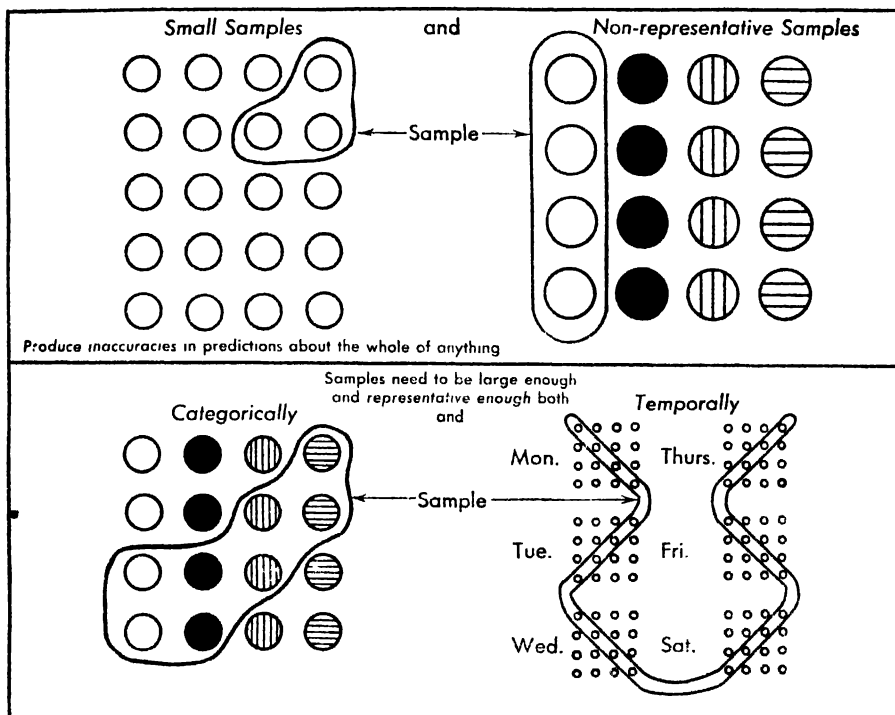 Small Samples and Non-representative Samples
Sample
Produce inaccuracies in predictions about the whole of anything
Samples need to be large enough
and representative enough both
Categorically and Temporally
Mon. Thurs.
Sample
Tue. Fri.
Wed. Sat.